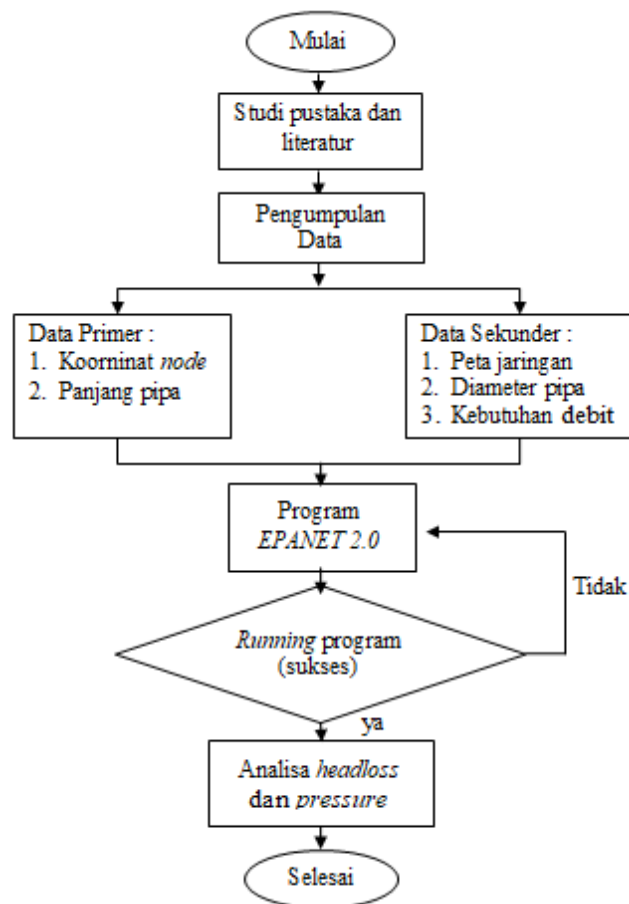 Mulai
Studi pustaka dan
literatur
Pengumpulan
Data
Data Primer :
1. Koorninat node
2. Panjang pipa
Data Sekunder :
1. Peta jaringan
2. Diameter pipa
3. Kebutuhan debit
Program
EPANET 2.0
Tidak
Running program
(sukses)
ya
Analisa headloss
dan pressure
Selesai